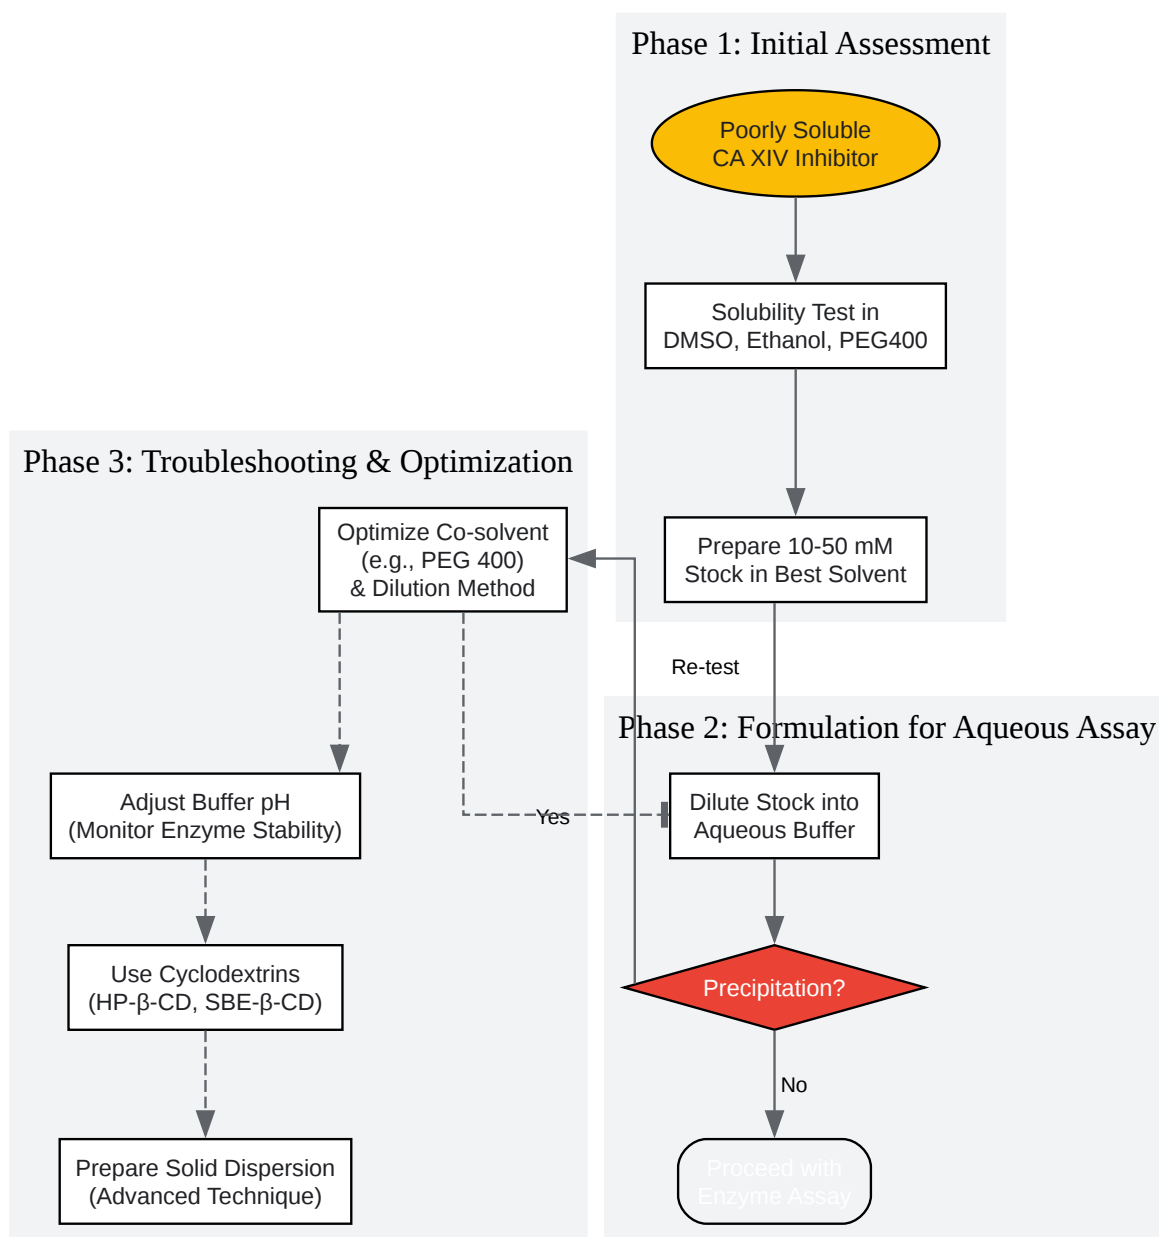 Phase 1: Initial Assessment
Poorly Soluble
CA XIV Inhibitor
Solubility Test in
DMSO, Ethanol, PEG400
Prepare 10-50 mM
Stock in Best Solvent
Phase 3: Troubleshooting & Optimization
Optimize Co-solvent
(e.g., PEG 400)
& Dilution Method
Re-test
Phase 2: Formulation for Aqueous Assay
Adjust Buffer pH
(Monitor Enzyme Stability)
Yes
Dilute Stock into
Aqueous Buffer
Use Cyclodextrins
(HP-β-CD, SBE-β-CD)
Precipitation?
No
Prepare Solid Dispersion
(Advanced Technique)
Proceed with
Enzyme Assay